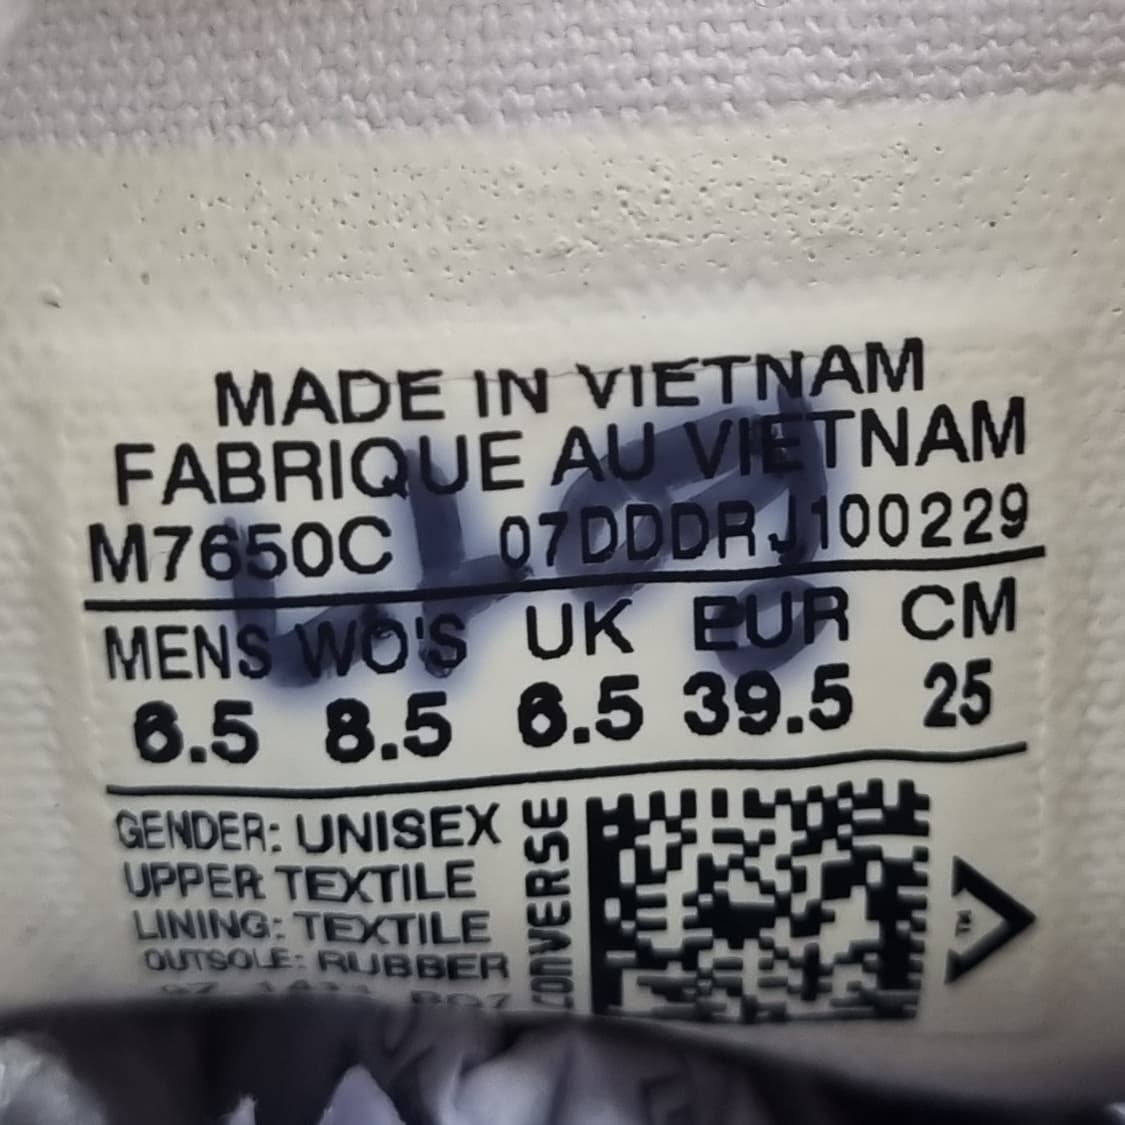 MADE IN VIETNAM
FABRIQUE AU VIETNAM
M7650C 07DDDRJ100229
MENS WO'S UK EUR CM
6.5 8.5 6.5 39.5 25
GENDER: UNISEX
UPPER TEXTILE
LINING: TEXTILE
OUTSOLE: RUBBER
CONVERSE